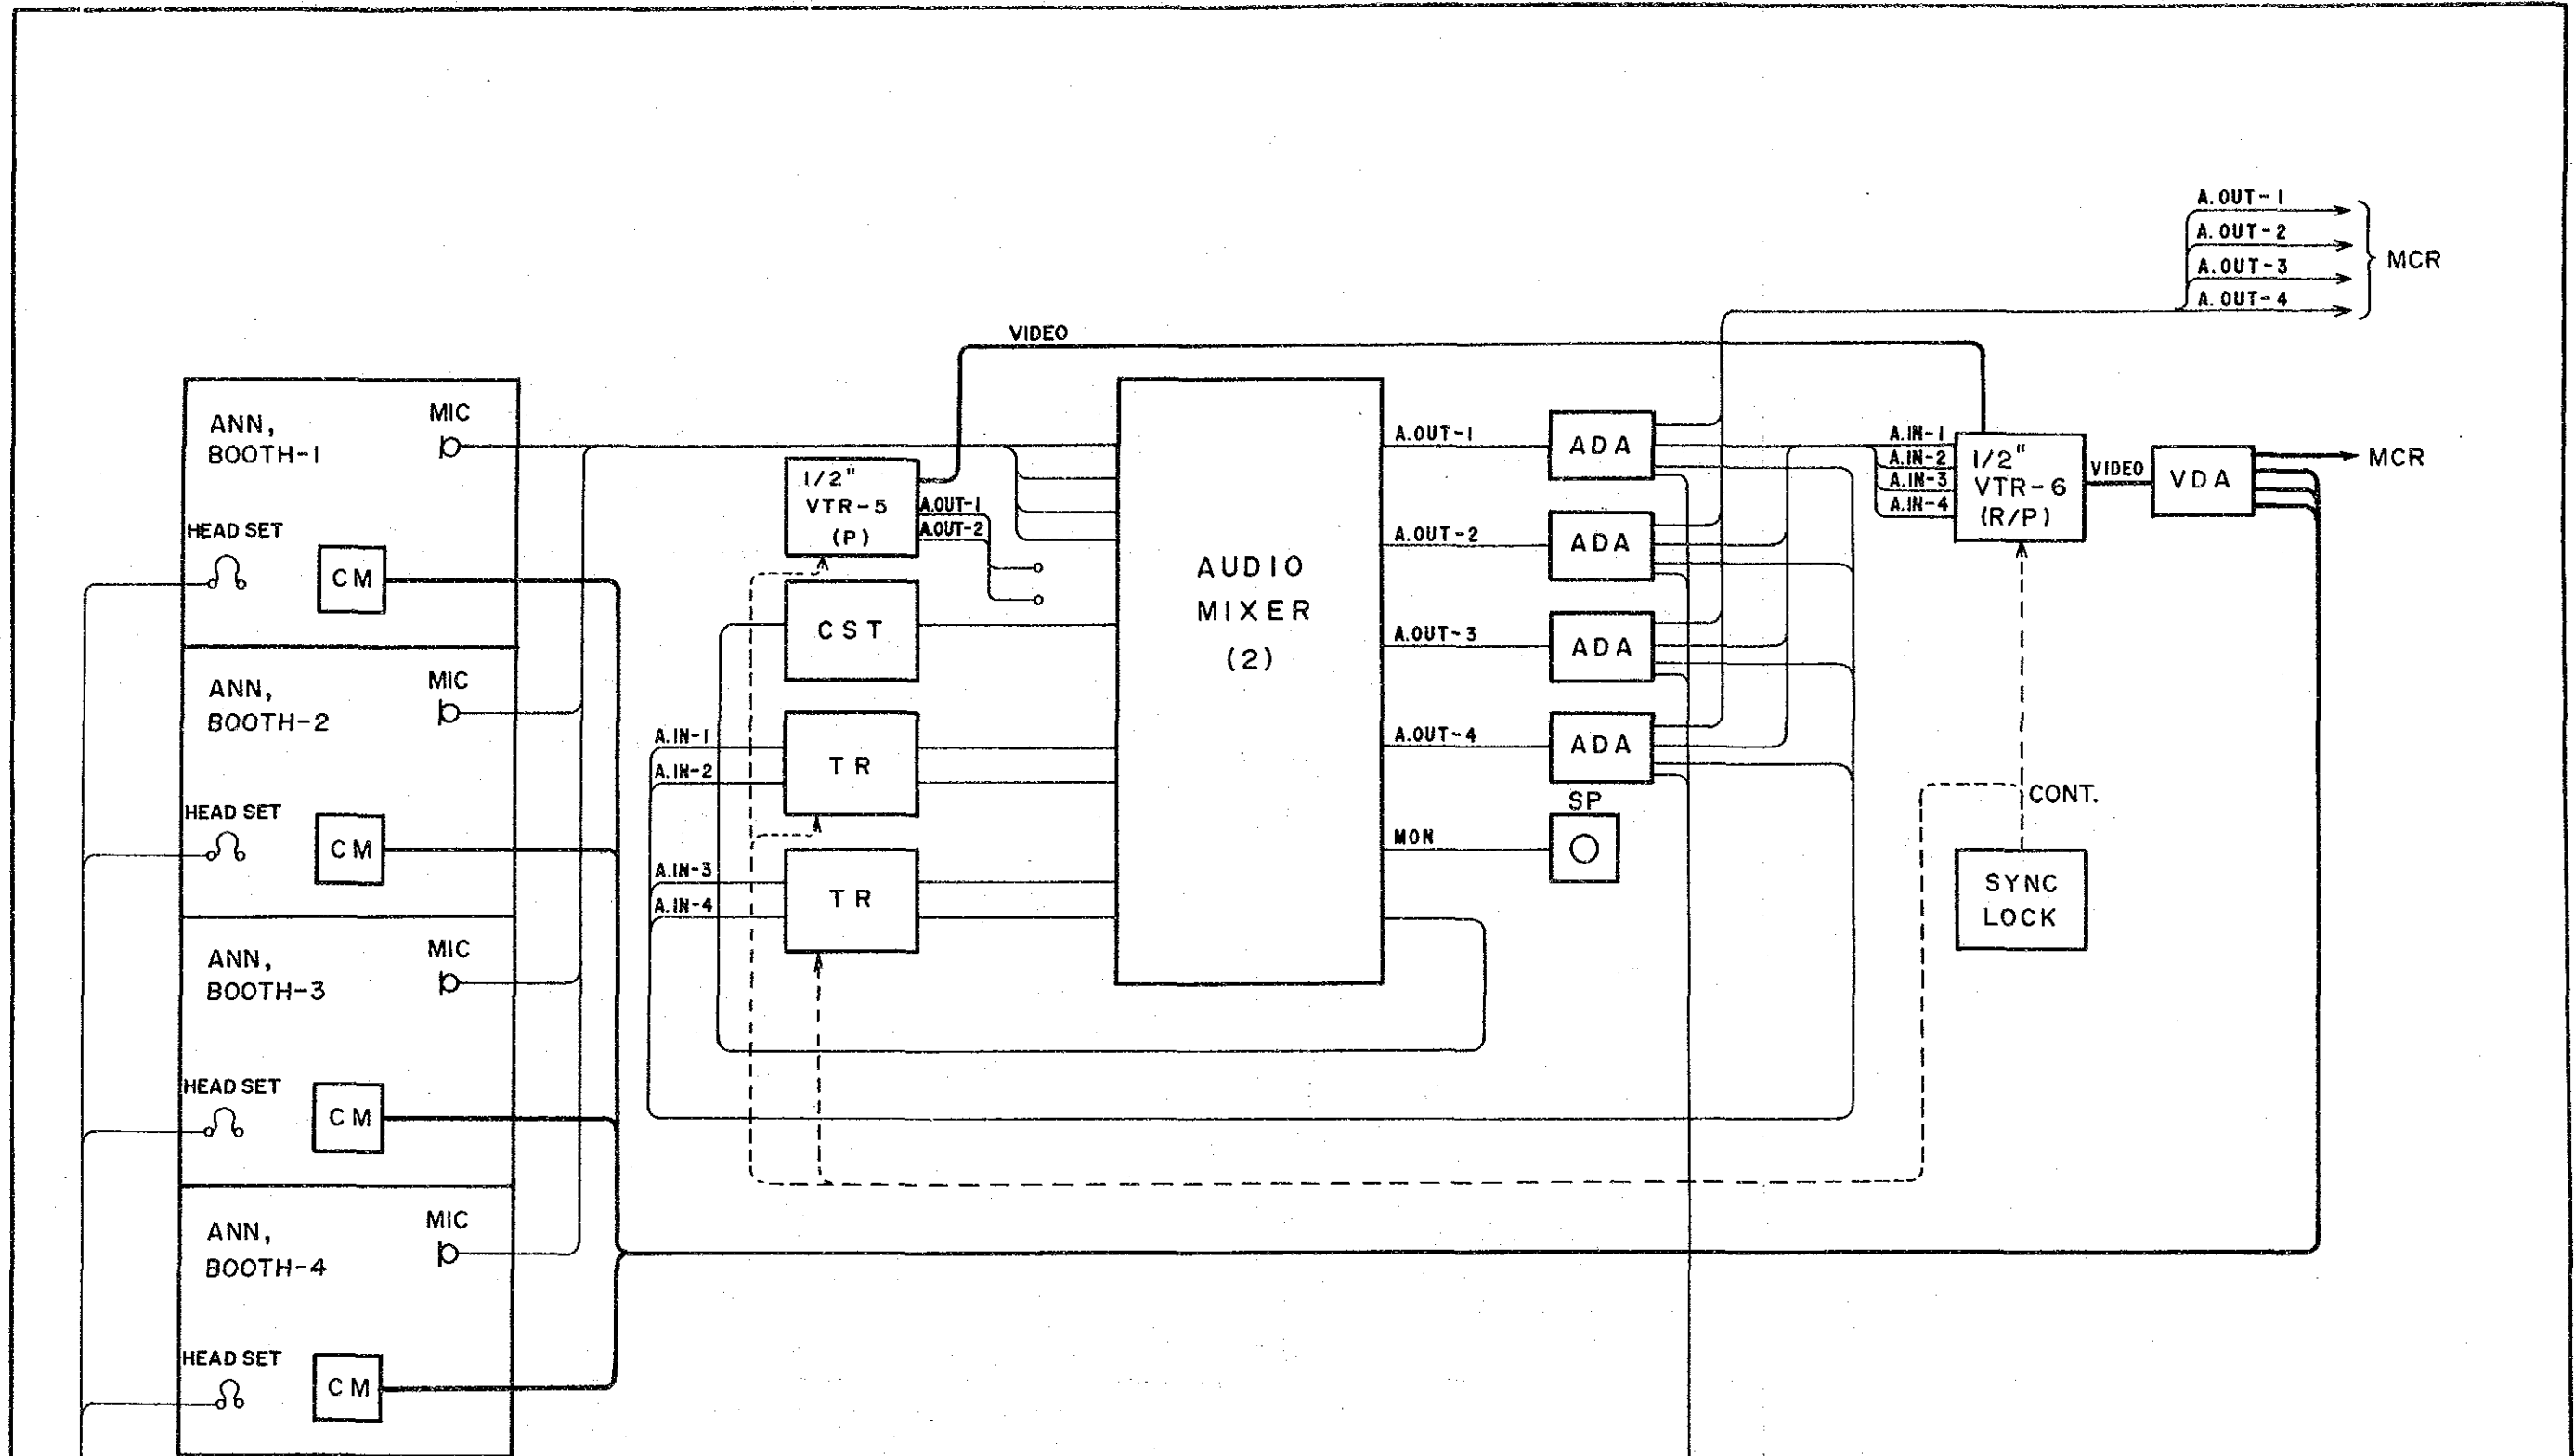 A.OUT-1
A.OUT-2
A.OUT-3
A.OUT-4
MCR
VIDEO
ANN,
BOOTH-1
MIC
HEAD SET
CM
ANN,
BOOTH-2
MIC
HEAD SET
CM
ANN,
BOOTH-3
MIC
HEAD SET
CM
ANN,
BOOTH-4
MIC
HEAD SET
CM
1/2"
VTR-5
(P)
A.OUT-1
A.OUT-2
CST
A.IN-1
A.IN-2
TR
A.IN-3
A.IN-4
TR
AUDIO
MIXER
(2)
A.OUT-1
ADA
A.OUT-2
ADA
A.OUT-3
ADA
A.OUT-4
ADA
SP
MON
A.IN-1
A.IN-2
A.IN-3
A.IN-4
1/2"
VTR-6
(R/P)
VIDEO
VDA
MCR
CONT.
SYNC
LOCK